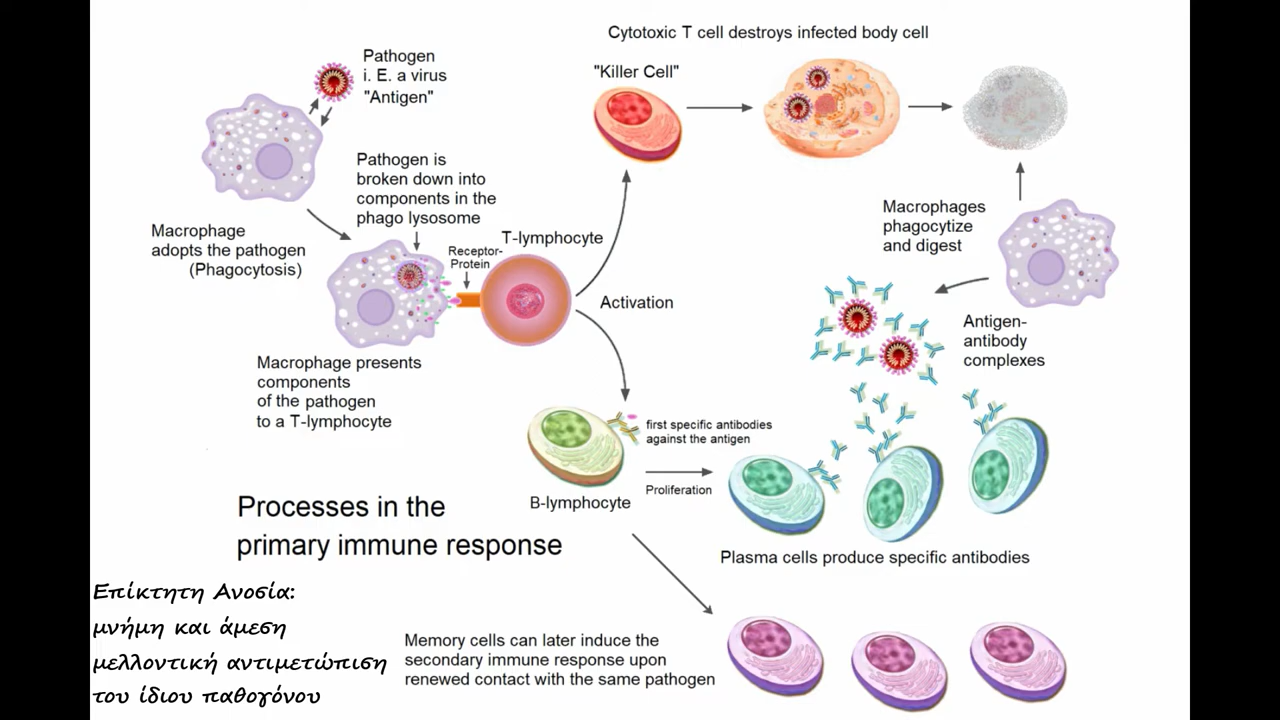 Cytotoxic T cell destroys infected body cell
Pathogen
i. E. a virus
"Antigen"
"Killer Cell"
Pathogen is
broken down into
components in the
phago lysosome
Macrophage
adopts the pathogen
(Phagocytosis)
Receptor-
Protein
T-lymphocyte
Macrophages
phagocytize
and digest
Activation
Antigen-
antibody
complexes
Macrophage presents
components
of the pathogen
to a T-lymphocyte
first specific antibodies
against the antigen
Proliferation
B-lymphocyte
Plasma cells produce specific antibodies
Processes in the
primary immune response
Επίκτητη Ανοσία:
μνήμη και άμεση
μελλοντική αντιμετώπιση
του ίδιου παθογόνου
Memory cells can later induce the
secondary immune response upon
renewed contact with the same pathogen